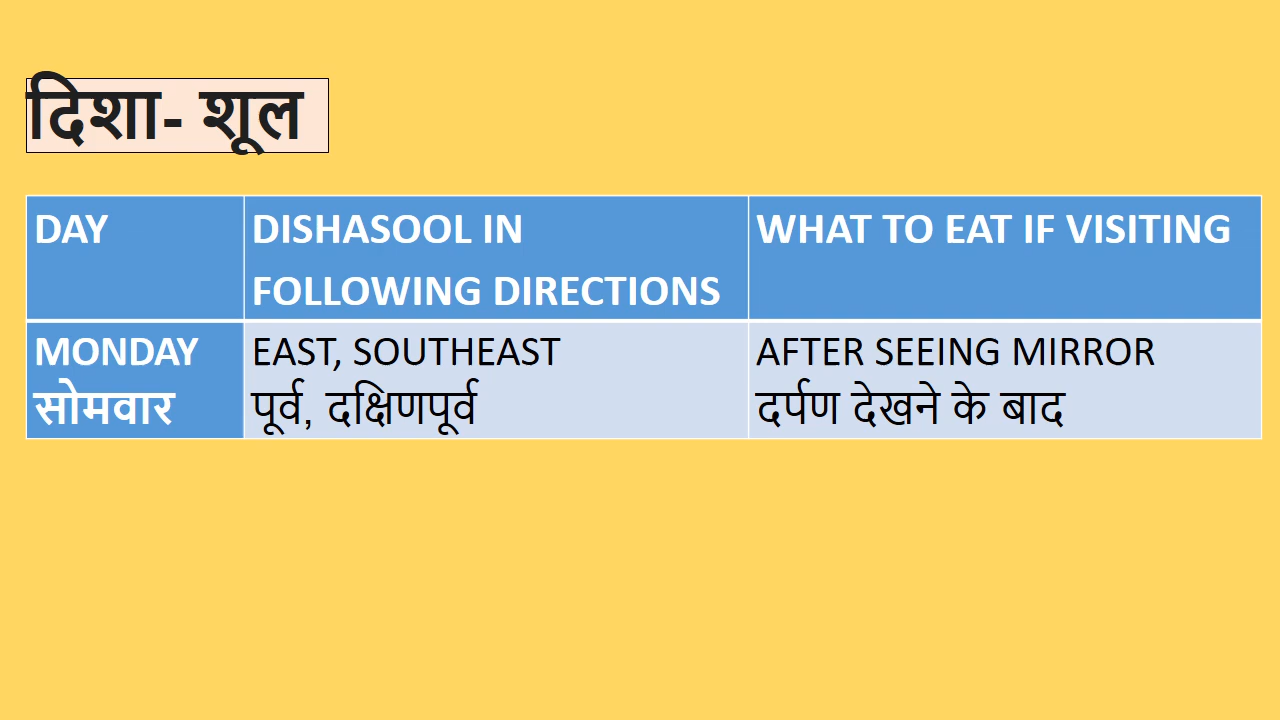 दिशा- शूल
DAY
DISHASOOL IN
FOLLOWING DIRECTIONS
WHAT TO EAT IF VISITING
MONDAY
सोमवार
EAST, SOUTHEAST
पूर्व, दक्षिणपूर्व
AFTER SEEING MIRROR
दर्पण देखने के बाद